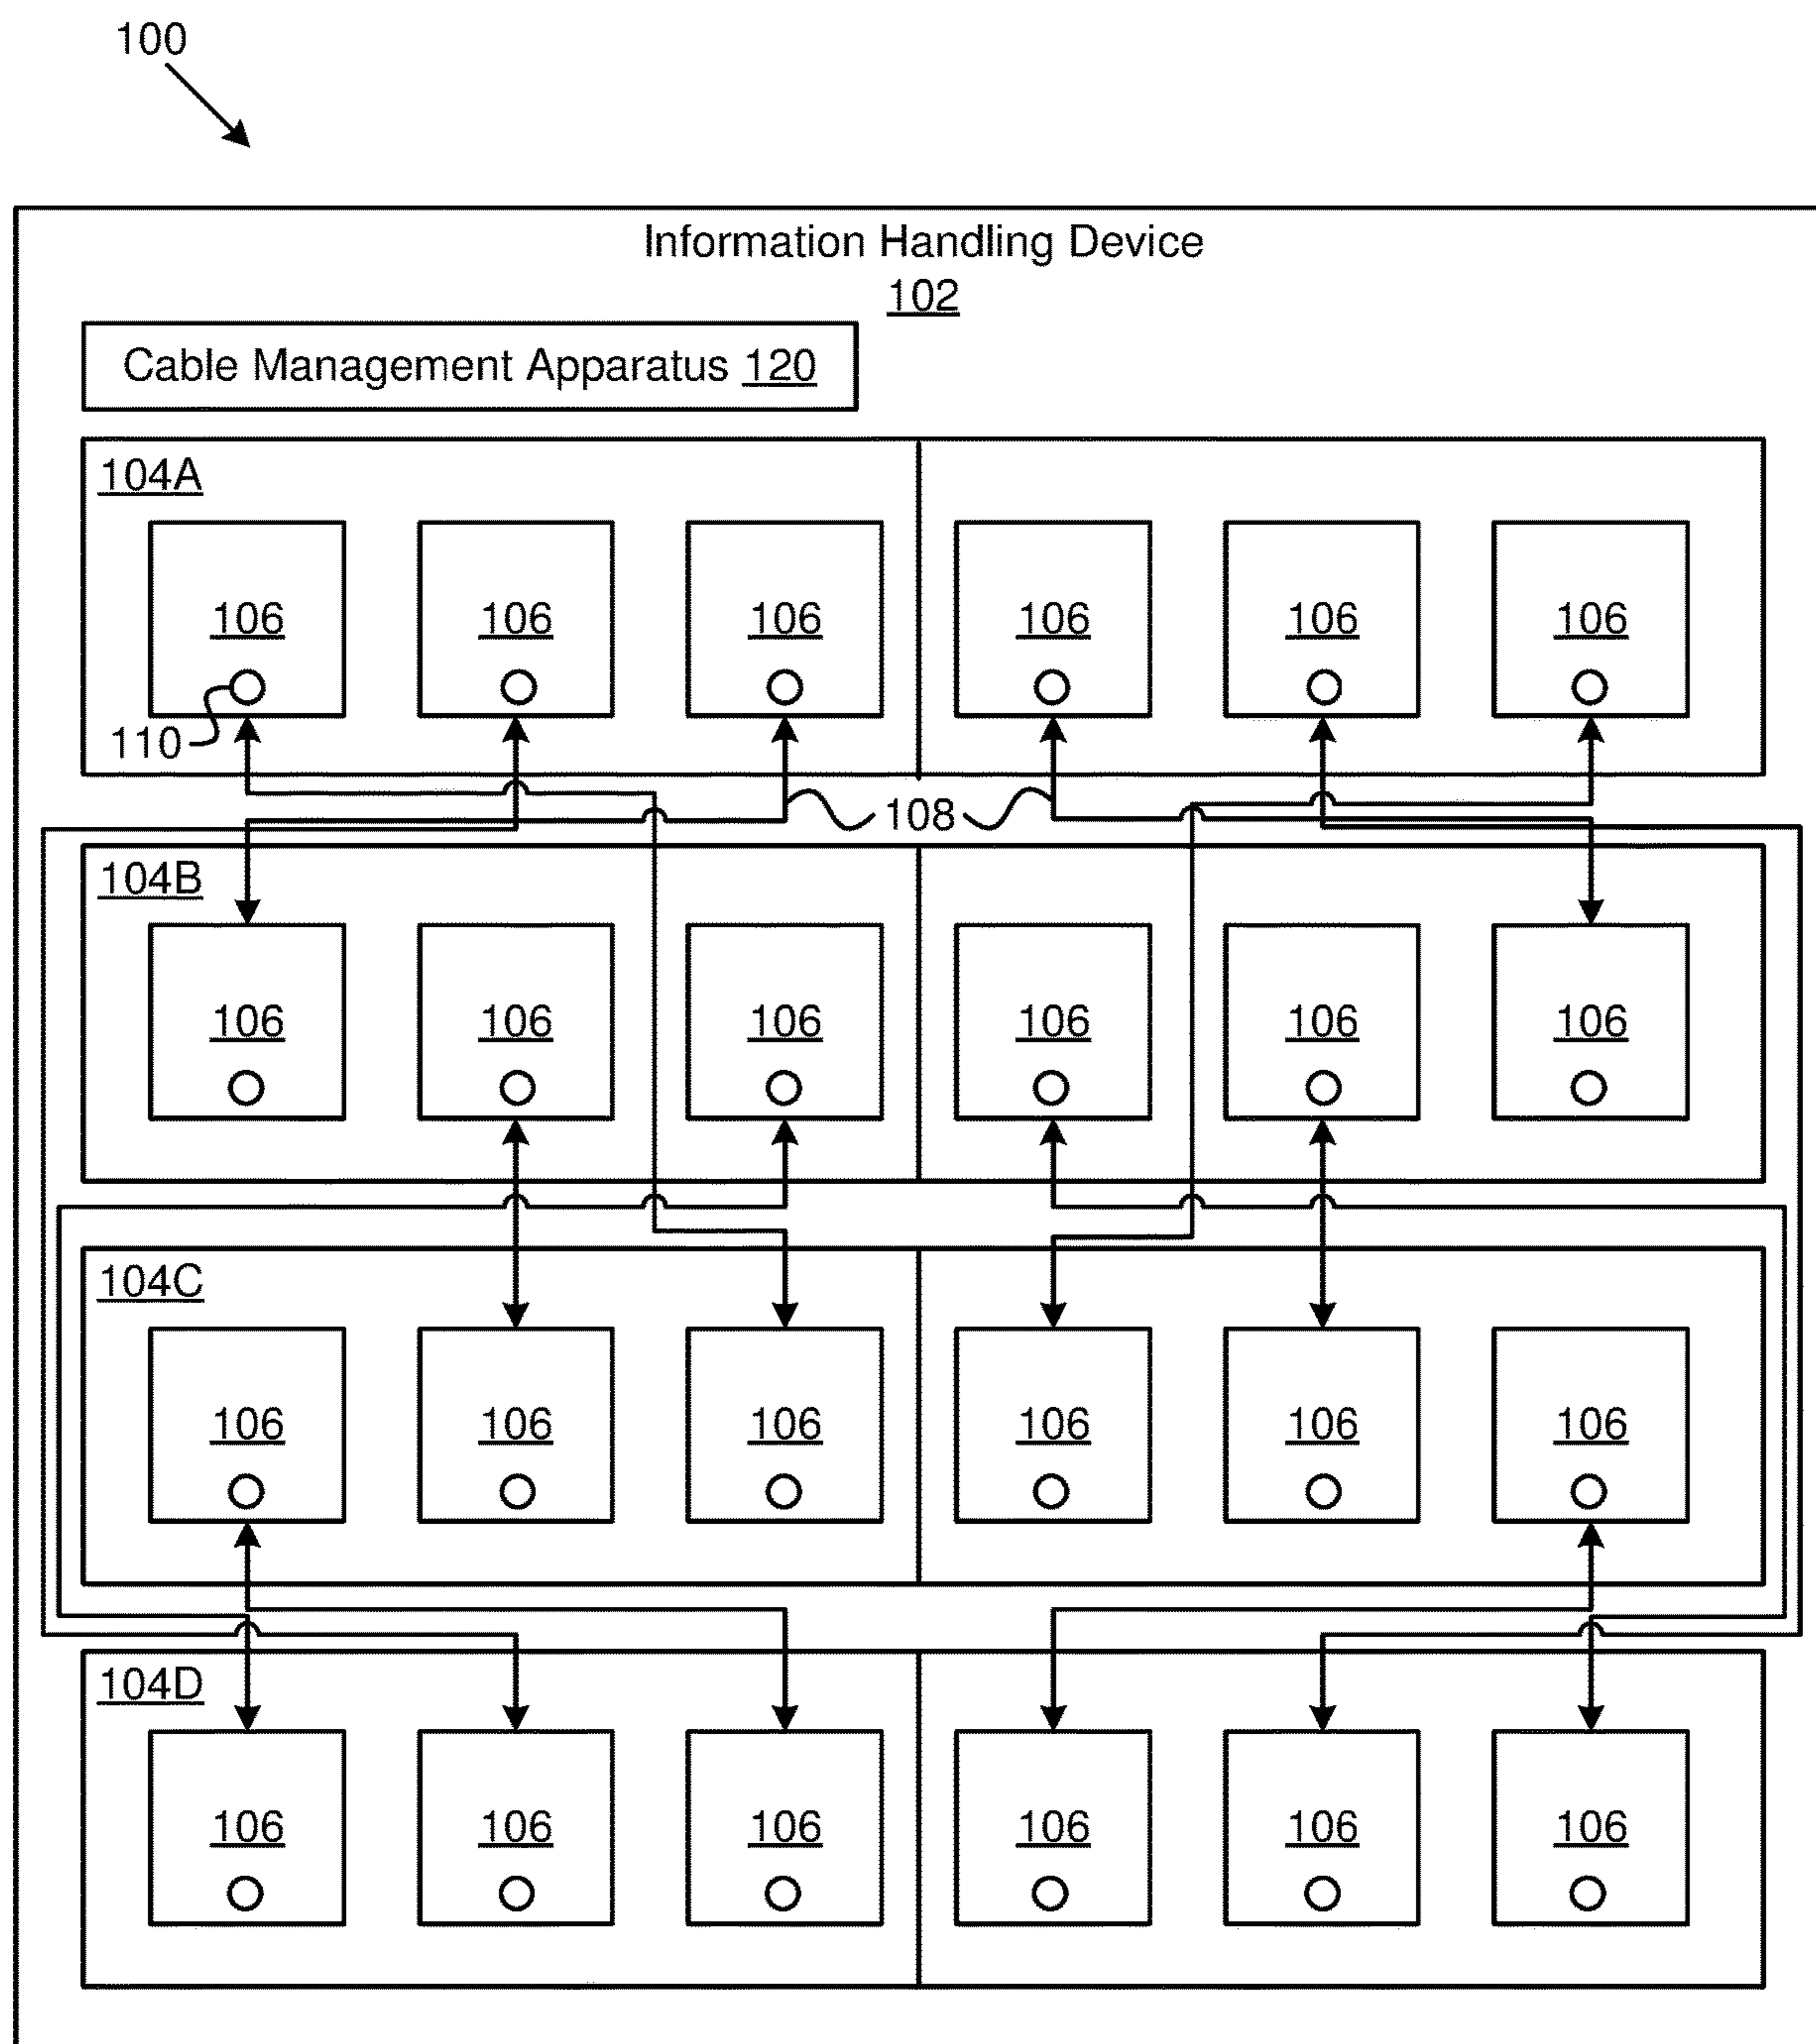 100
Information Handling Device
102
Cable Management Apparatus 120
104A
106 106 106 106 106 106
110
108
104B
106 106 106 106 106 106
104C
106 106 106 106 106 106
104D
106 106 106 106 106 106